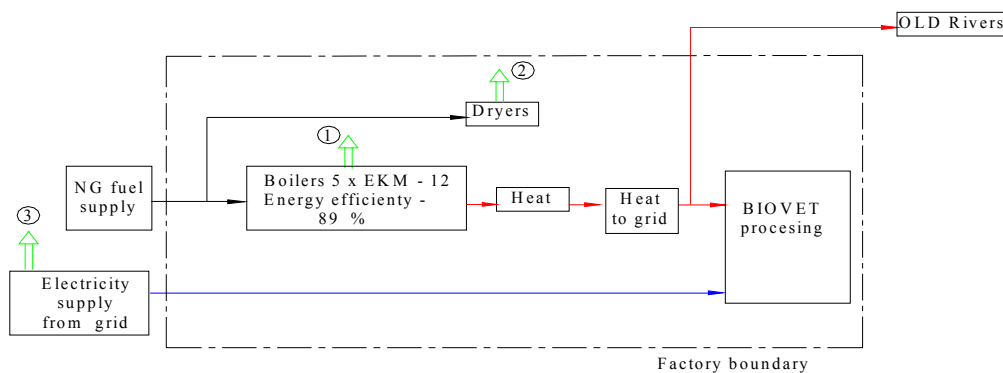 OLD Rivers
2
Dryers
1
NG fuel
supply
Boilers 5 x EKM - 12
Energy efficienty -
89 %
Heat
Heat
to grid
BIOVET
procesing
3
Electricity
supply
from grid
Factory boundary